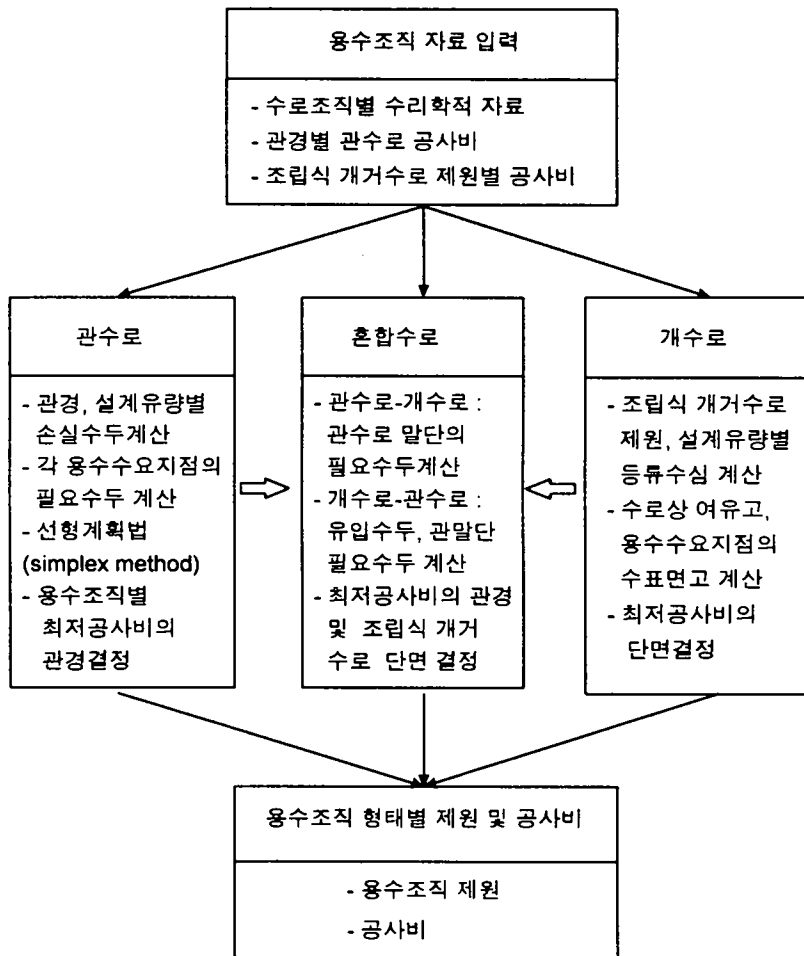 용수조직 자료 입력
- 수로조직별 수리학적 자료
- 관경별 관수로 공사비
- 조립식 개거수로 제원별 공사비
관수로
- 관경, 설계유량별
손실수두계산
- 각 용수수요지점의
필요수두 계산
- 선형계획법
(simplex method)
- 용수조직별
최저공사비의
관경결정
혼합수로
- 관수로-개수로 :
관수로 말단의
필요수두계산
- 개수로-관수로 :
유입수두, 관말단
필요수두 계산
- 최저공사비의 관경
및 조립식 개거
수로 단면 결정
개수로
- 조립식 개거수로
제원, 설계유량별
등류수심 계산
- 수로상 여유고,
용수수요지점의
수표면고 계산
- 최저공사비의
단면결정
용수조직 형태별 제원 및 공사비
- 용수조직 제원
- 공사비